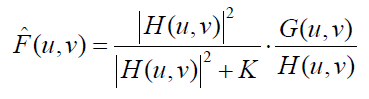 F̂(u,v) = |H(u,v)|² / (|H(u,v)|² + K) · G(u,v) / H(u,v)